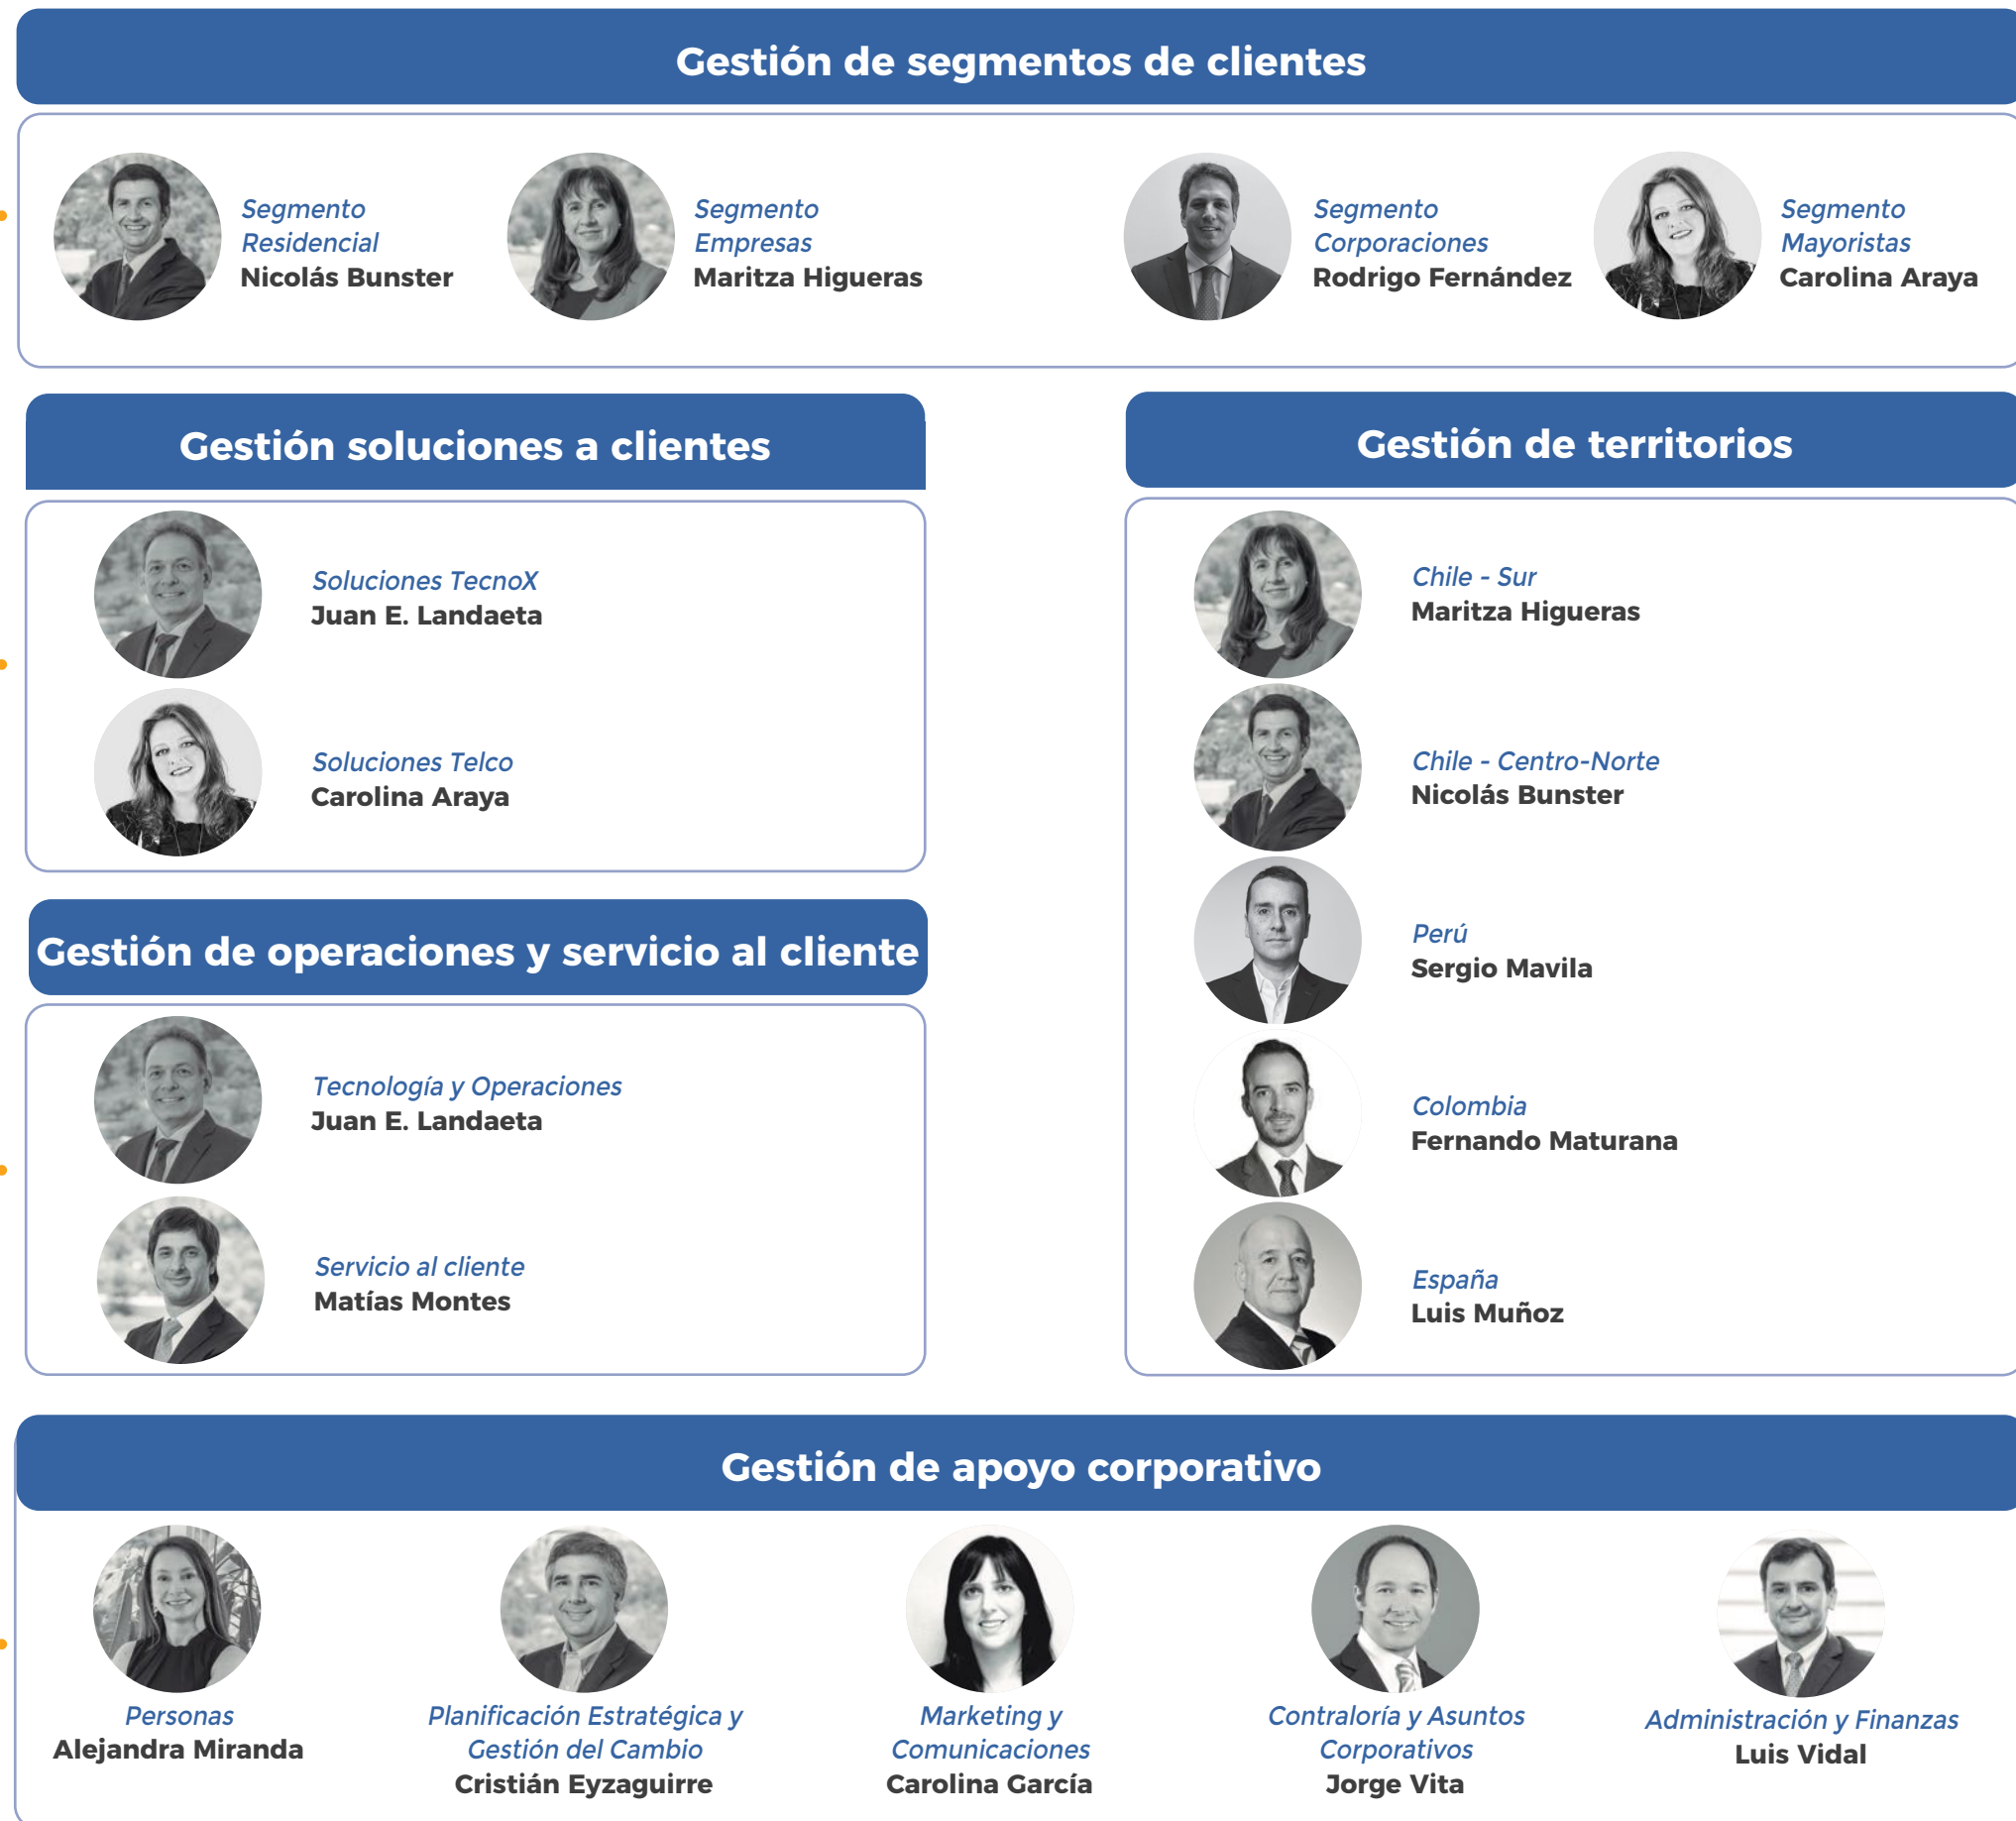 Gestión de segmentos de clientes
Segmento
Residencial
Nicolás Bunster
Segmento
Empresas
Maritza Higueras
Segmento
Corporaciones
Rodrigo Fernández
Segmento
Mayoristas
Carolina Araya
Gestión soluciones a clientes
Soluciones TecnoX
Juan E. Landaeta
Soluciones Telco
Carolina Araya
Gestión de operaciones y servicio al cliente
Tecnología y Operaciones
Juan E. Landaeta
Servicio al cliente
Matías Montes
Gestión de territorios
Chile - Sur
Maritza Higueras
Chile - Centro-Norte
Nicolás Bunster
Perú
Sergio Mavila
Colombia
Fernando Maturana
España
Luis Muñoz
Gestión de apoyo corporativo
Personas
Alejandra Miranda
Planificación Estratégica y
Gestión del Cambio
Cristián Eyzaguirre
Marketing y
Comunicaciones
Carolina García
Contraloría y Asuntos
Corporativos
Jorge Vita
Administración y Finanzas
Luis Vidal